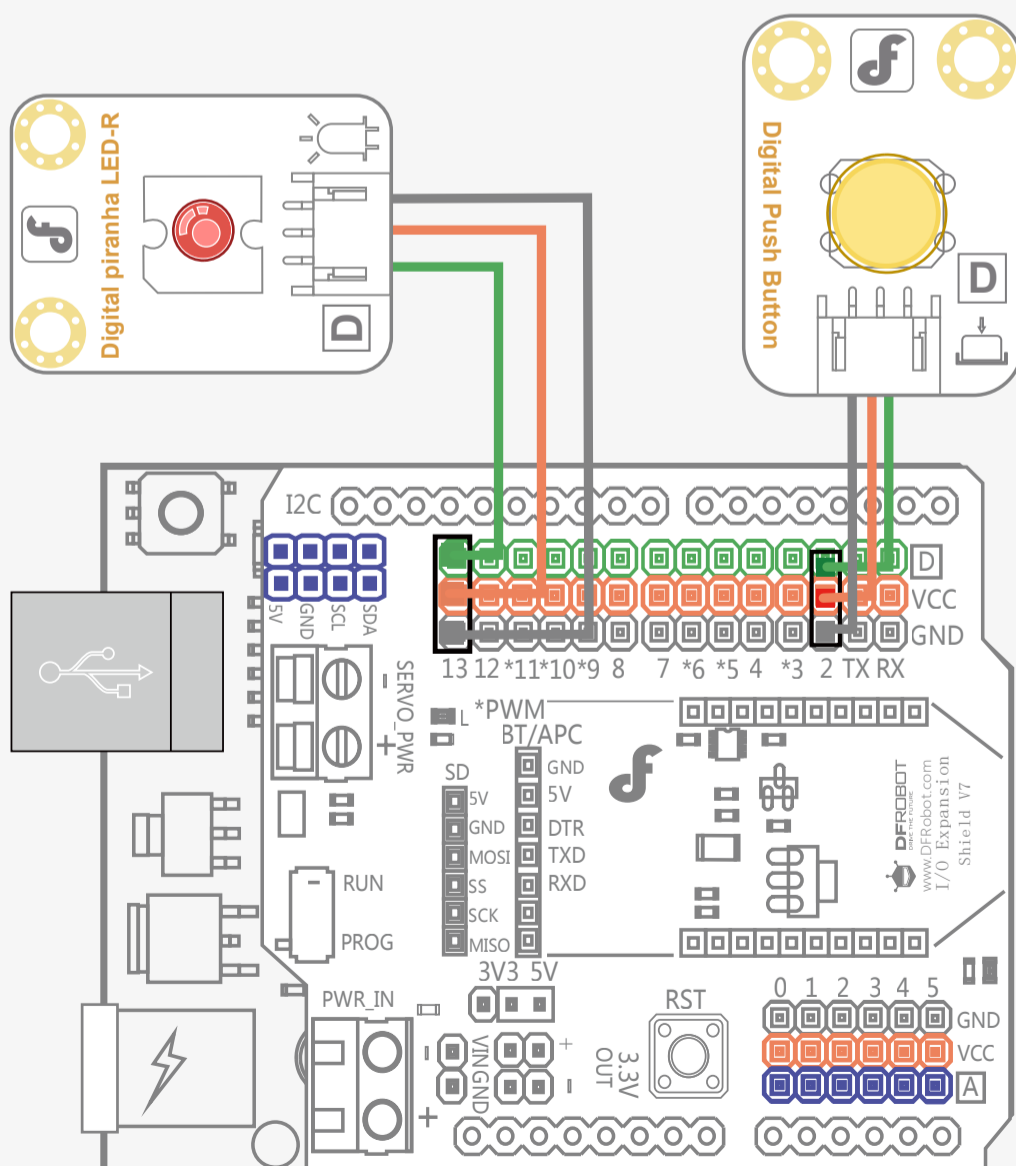 Digital piranha LED-R
D
Digital Push Button
D
I2C
D
VCC
GND
5V
GND
SCL
SDA
13 12 *11 *10 *9 8 7 *6 *5 4 *3 2 TX RX
SERVO_PWR
-
+
L
*PWM
BT/APC
GND
5V
DTR
TXD
RXD
SD
5V
GND
MOSI
SS
SCK
MISO
DFROBOT
DRIVE THE FUTURE
www.DFRobot.com
I/O Expansion
Shield V7
RUN
PROG
3V3 5V
PWR_IN
-
+
VIN
GND
+
-
3.3V
OUT
RST
0 1 2 3 4 5
GND
VCC
A